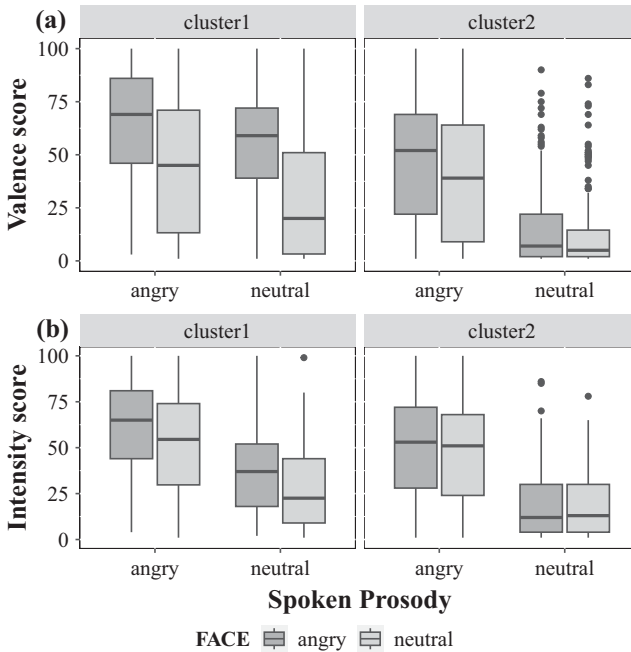 (a)
cluster1 cluster2
Valence score
100
75
50
25
0
angry neutral angry neutral
(b)
cluster1 cluster2
Intensity score
100
75
50
25
0
angry neutral angry neutral
Spoken Prosody
FACE angry neutral